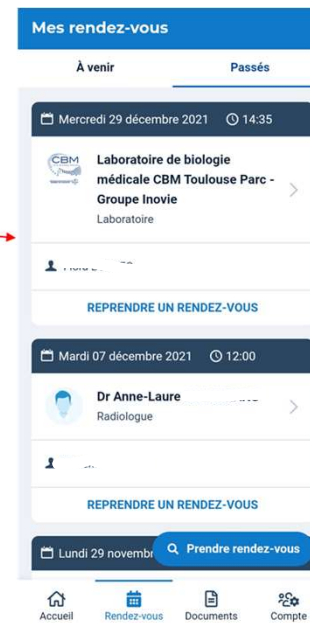 Mes rendez-vous
À venir
Passés
Mercredi 29 décembre 2021 14:35
CBM
Laboratoire de biologie
médicale CBM Toulouse Parc -
Groupe Inovie
Laboratoire
REPRENDRE UN RENDEZ-VOUS
Mardi 07 décembre 2021 12:00
Dr Anne-Laure
Radiologue
REPRENDRE UN RENDEZ-VOUS
Lundi 29 novembr
Prendre rendez-vous
Accueil
Rendez-vous
Documents
Compte